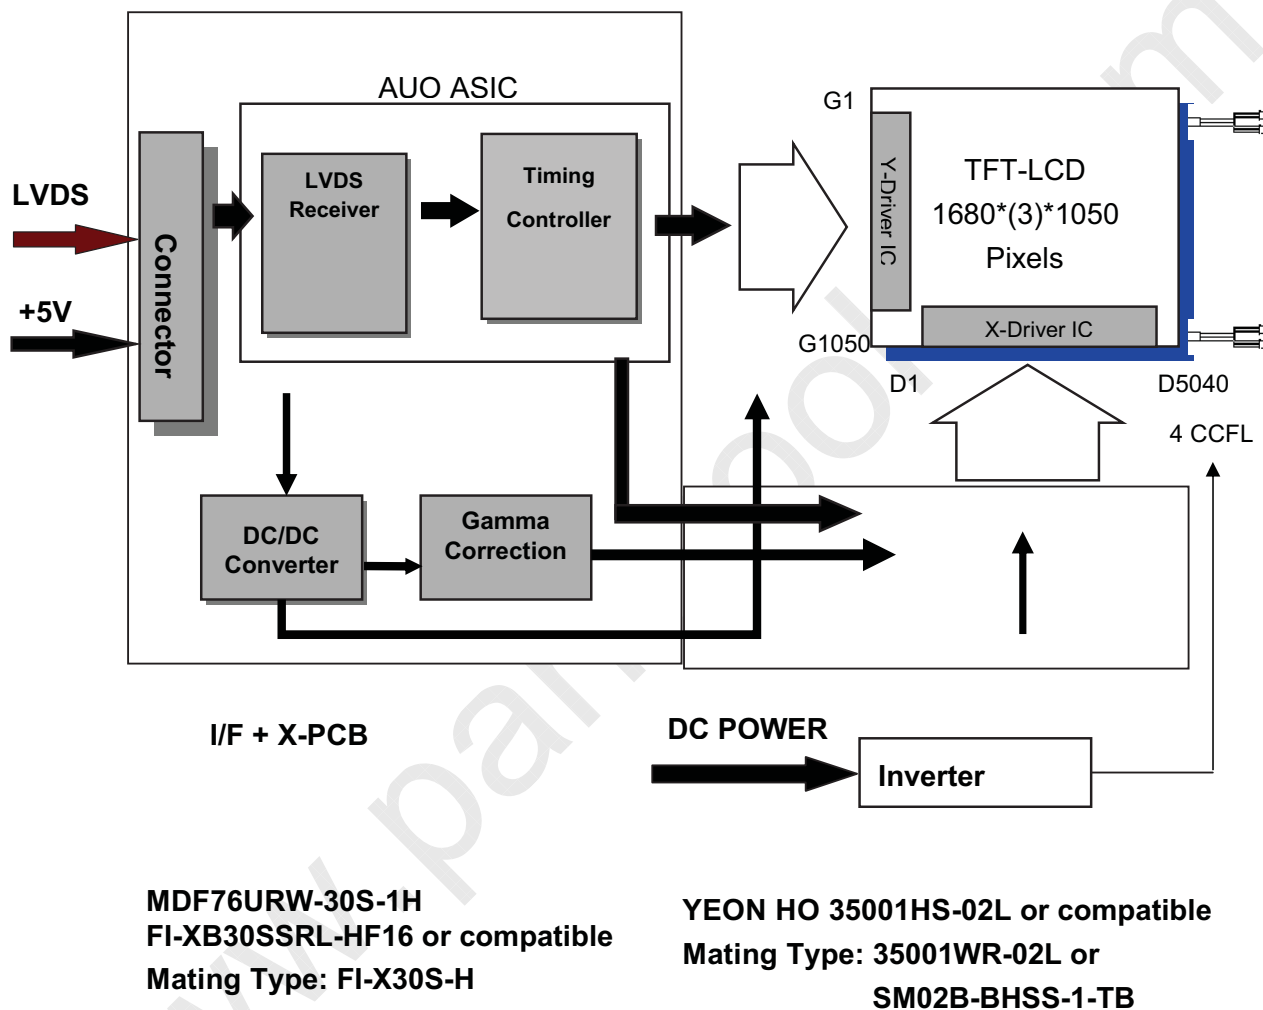 AUO ASIC
LVDS
+5V
Connector
LVDS
Receiver
Timing
Controller
G1
Y-Driver IC
TFT-LCD
1680*(3)*1050
Pixels
X-Driver IC
G1050
D1
D5040
4 CCFL
DC/DC
Converter
Gamma
Correction
I/F + X-PCB
DC POWER
Inverter
MDF76URW-30S-1H
FI-XB30SSRL-HF16 or compatible
Mating Type: FI-X30S-H
YEON HO 35001HS-02L or compatible
Mating Type: 35001WR-02L or
SM02B-BHSS-1-TB